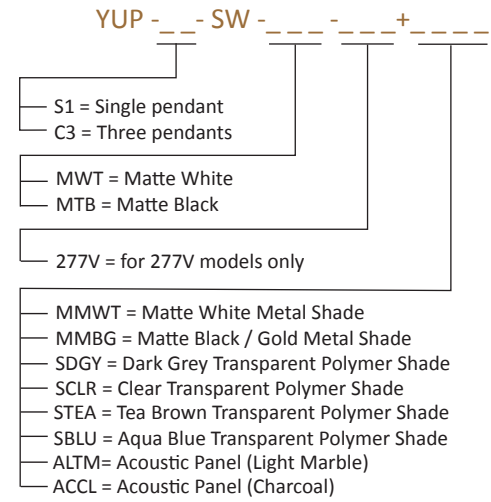 YUP -_ _- SW -_ _ _ -_ _ _+_ _ _ _
S1 = Single pendant
C3 = Three pendants
MWT = Matte White
MTB = Matte Black
277V = for 277V models only
MMWT = Matte White Metal Shade
MMBG = Matte Black / Gold Metal Shade
SDGY = Dark Grey Transparent Polymer Shade
SCLR = Clear Transparent Polymer Shade
STEA = Tea Brown Transparent Polymer Shade
SBLU = Aqua Blue Transparent Polymer Shade
ALTM= Acoustic Panel (Light Marble)
ACCL = Acoustic Panel (Charcoal)